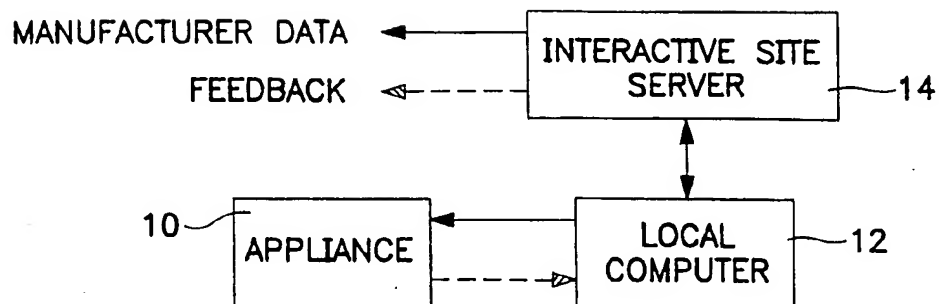 MANUFACTURER DATA
INTERACTIVE SITE
SERVER
14
FEEDBACK
10
APPLIANCE
LOCAL
COMPUTER
12